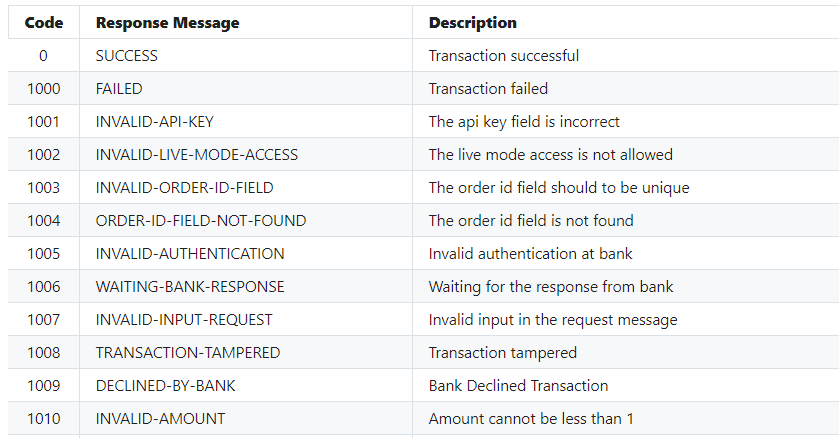 Code Response Message Description
0 SUCCESS Transaction successful
1000 FAILED Transaction failed
1001 INVALID-API-KEY The api key field is incorrect
1002 INVALID-LIVE-MODE-ACCESS The live mode access is not allowed
1003 INVALID-ORDER-ID-FIELD The order id field should to be unique
1004 ORDER-ID-FIELD-NOT-FOUND The order id field is not found
1005 INVALID-AUTHENTICATION Invalid authentication at bank
1006 WAITING-BANK-RESPONSE Waiting for the response from bank
1007 INVALID-INPUT-REQUEST Invalid input in the request message
1008 TRANSACTION-TAMPERED Transaction tampered
1009 DECLINED-BY-BANK Bank Declined Transaction
1010 INVALID-AMOUNT Amount cannot be less than 1